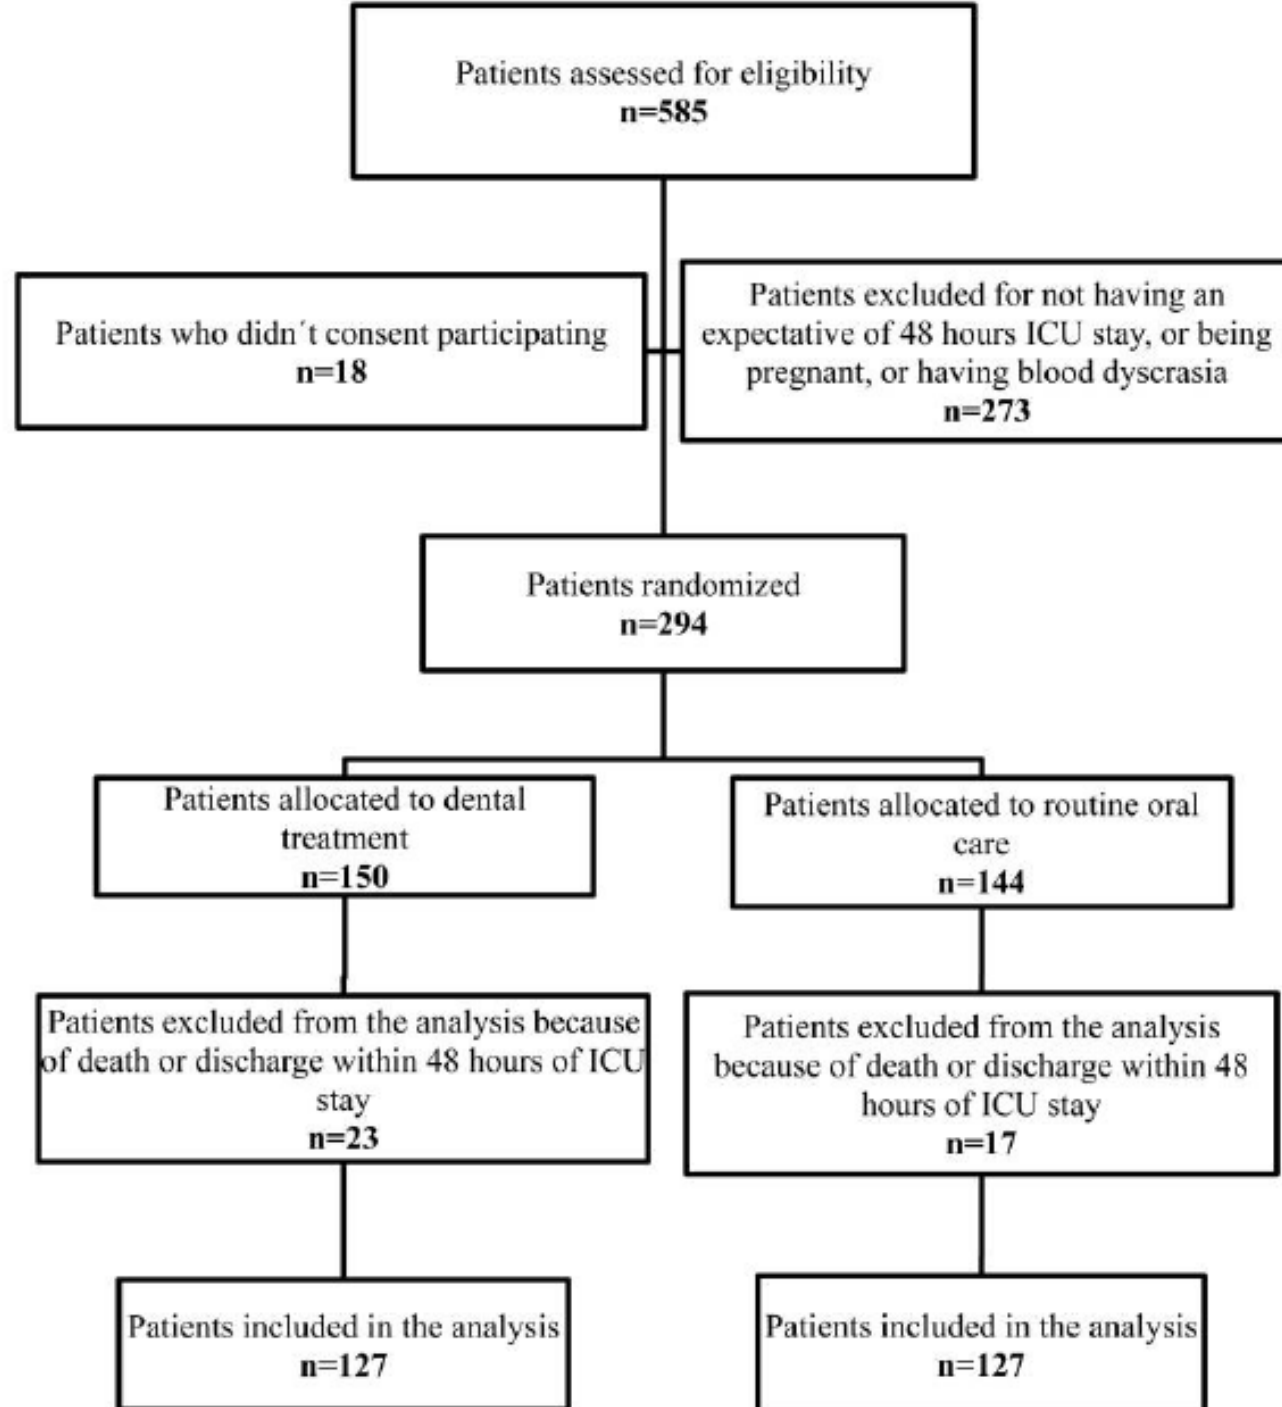 Patients assessed for eligibility
n=585
Patients who didn´t consent participating
n=18
Patients excluded for not having an
expectative of 48 hours ICU stay, or being
pregnant, or having blood dyscrasia
n=273
Patients randomized
n=294
Patients allocated to dental
treatment
n=150
Patients allocated to routine oral
care
n=144
Patients excluded from the analysis because
of death or discharge within 48 hours of ICU
stay
n=23
Patients excluded from the analysis
because of death or discharge within 48
hours of ICU stay
n=17
Patients included in the analysis
n=127
Patients included in the analysis
n=127